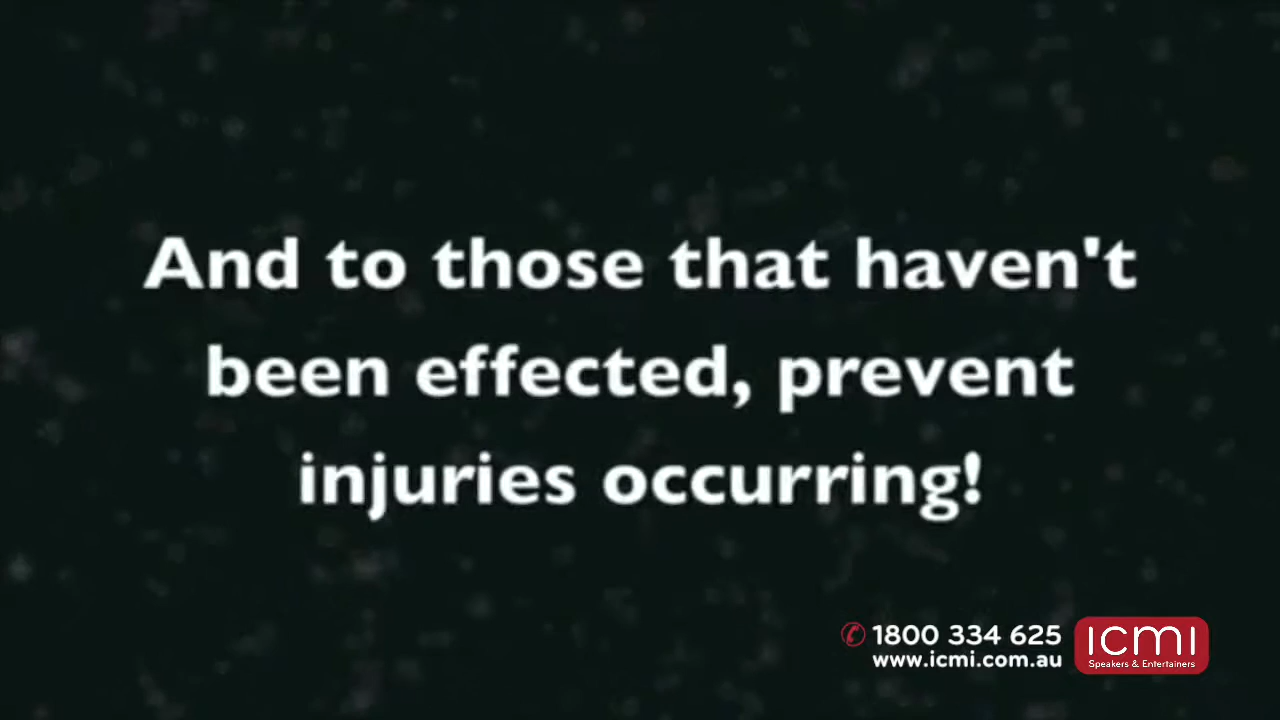 And to those that haven't
been effected, prevent
injuries occurring!
1800 334 625
www.icmi.com.au
ICMI
Speakers & Entertainers